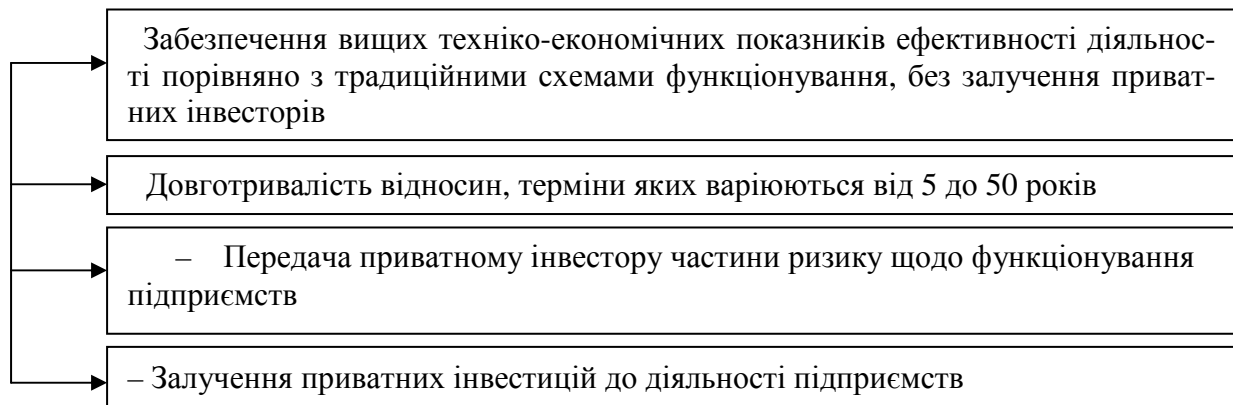 Забезпечення вищих техніко-економічних показників ефективності діяльнос-
ті порівняно з традиційними схемами функціонування, без залучення приват-
них інвесторів
Довготривалість відносин, терміни яких варіюються від 5 до 50 років
– Передача приватному інвестору частини ризику щодо функціонування
підприємств
– Залучення приватних інвестицій до діяльності підприємств